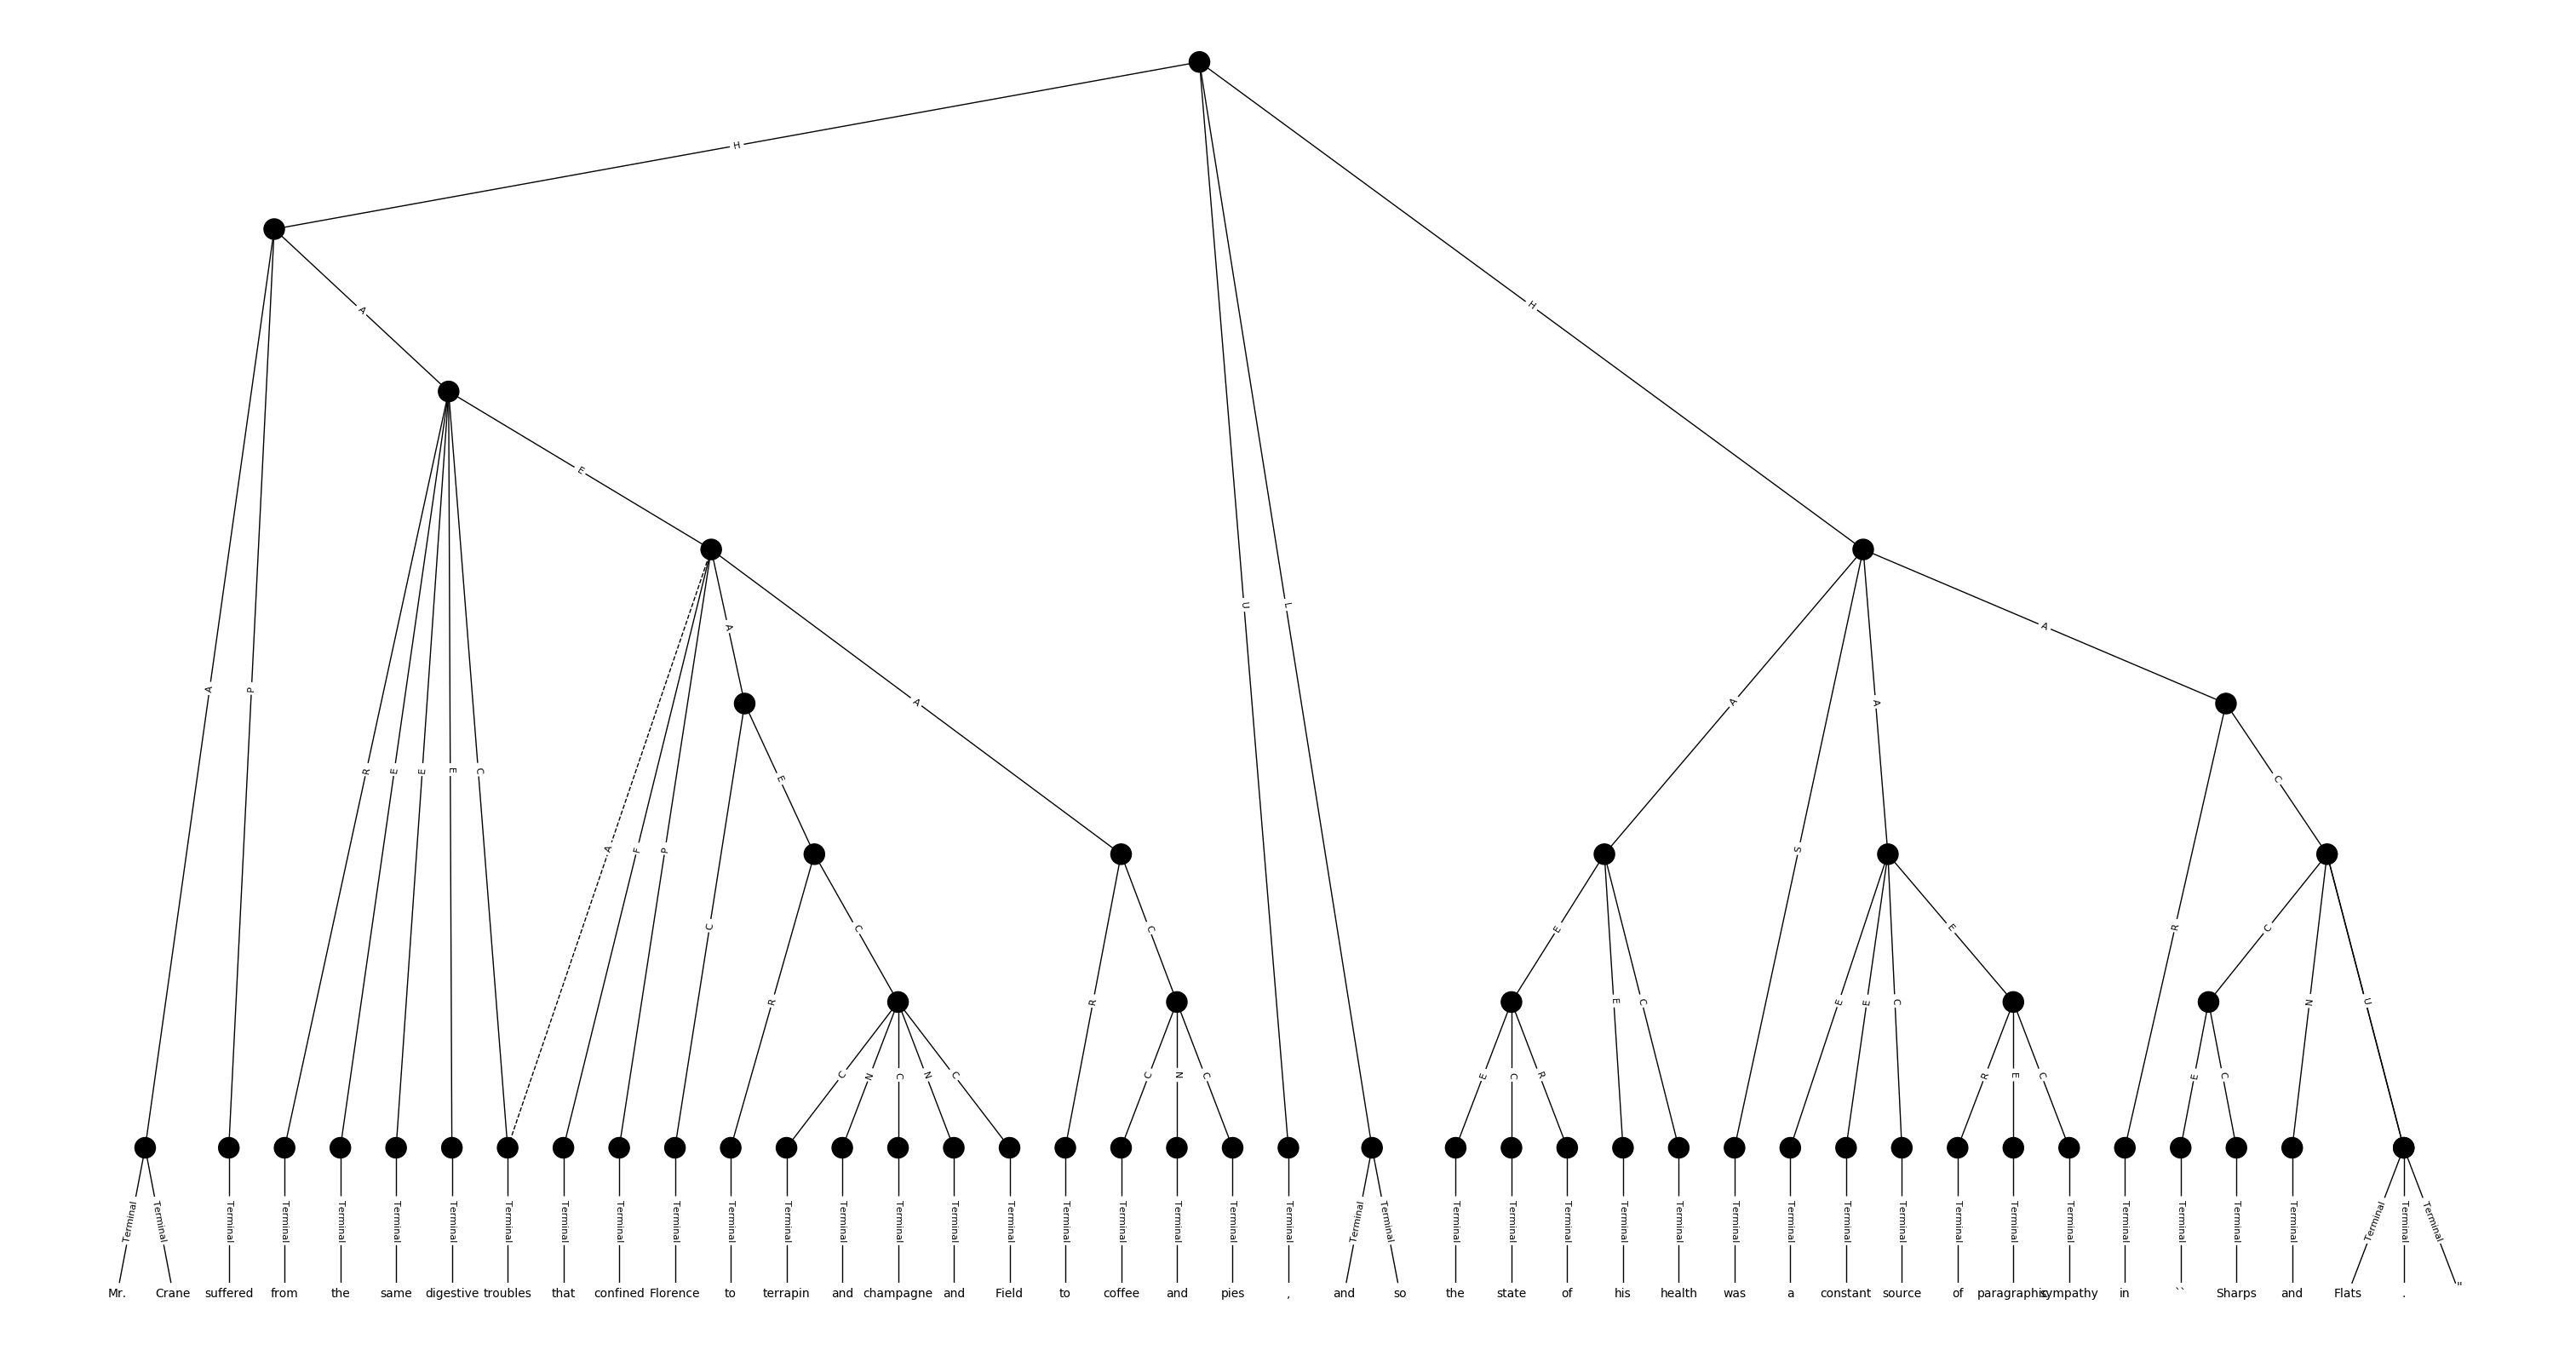 H
A
A
P
E
U
L
H
R
E
E
E
C
A
F
P
A
A
C
E
R
C
C
N
C
N
C
R
C
C
N
C
A
S
A
A
E
E
C
E
C
R
E
E
C
E
R
E
C
R
C
C
N
U
E
C
Terminal Terminal Terminal Terminal Terminal Terminal Terminal Terminal Terminal Terminal Terminal Terminal Terminal Terminal Terminal Terminal Terminal Terminal Terminal Terminal Terminal Terminal Terminal Terminal Terminal Terminal Terminal Terminal Terminal Terminal Terminal Terminal Terminal Terminal Terminal Terminal Terminal Terminal Terminal Terminal Terminal Terminal Terminal
Mr. Crane suffered from the same digestive troubles that confined Florence to terrapin and champagne and Field to coffee and pies , and so the state of his health was a constant source of paragraphic sympathy in `` Sharps and Flats . "